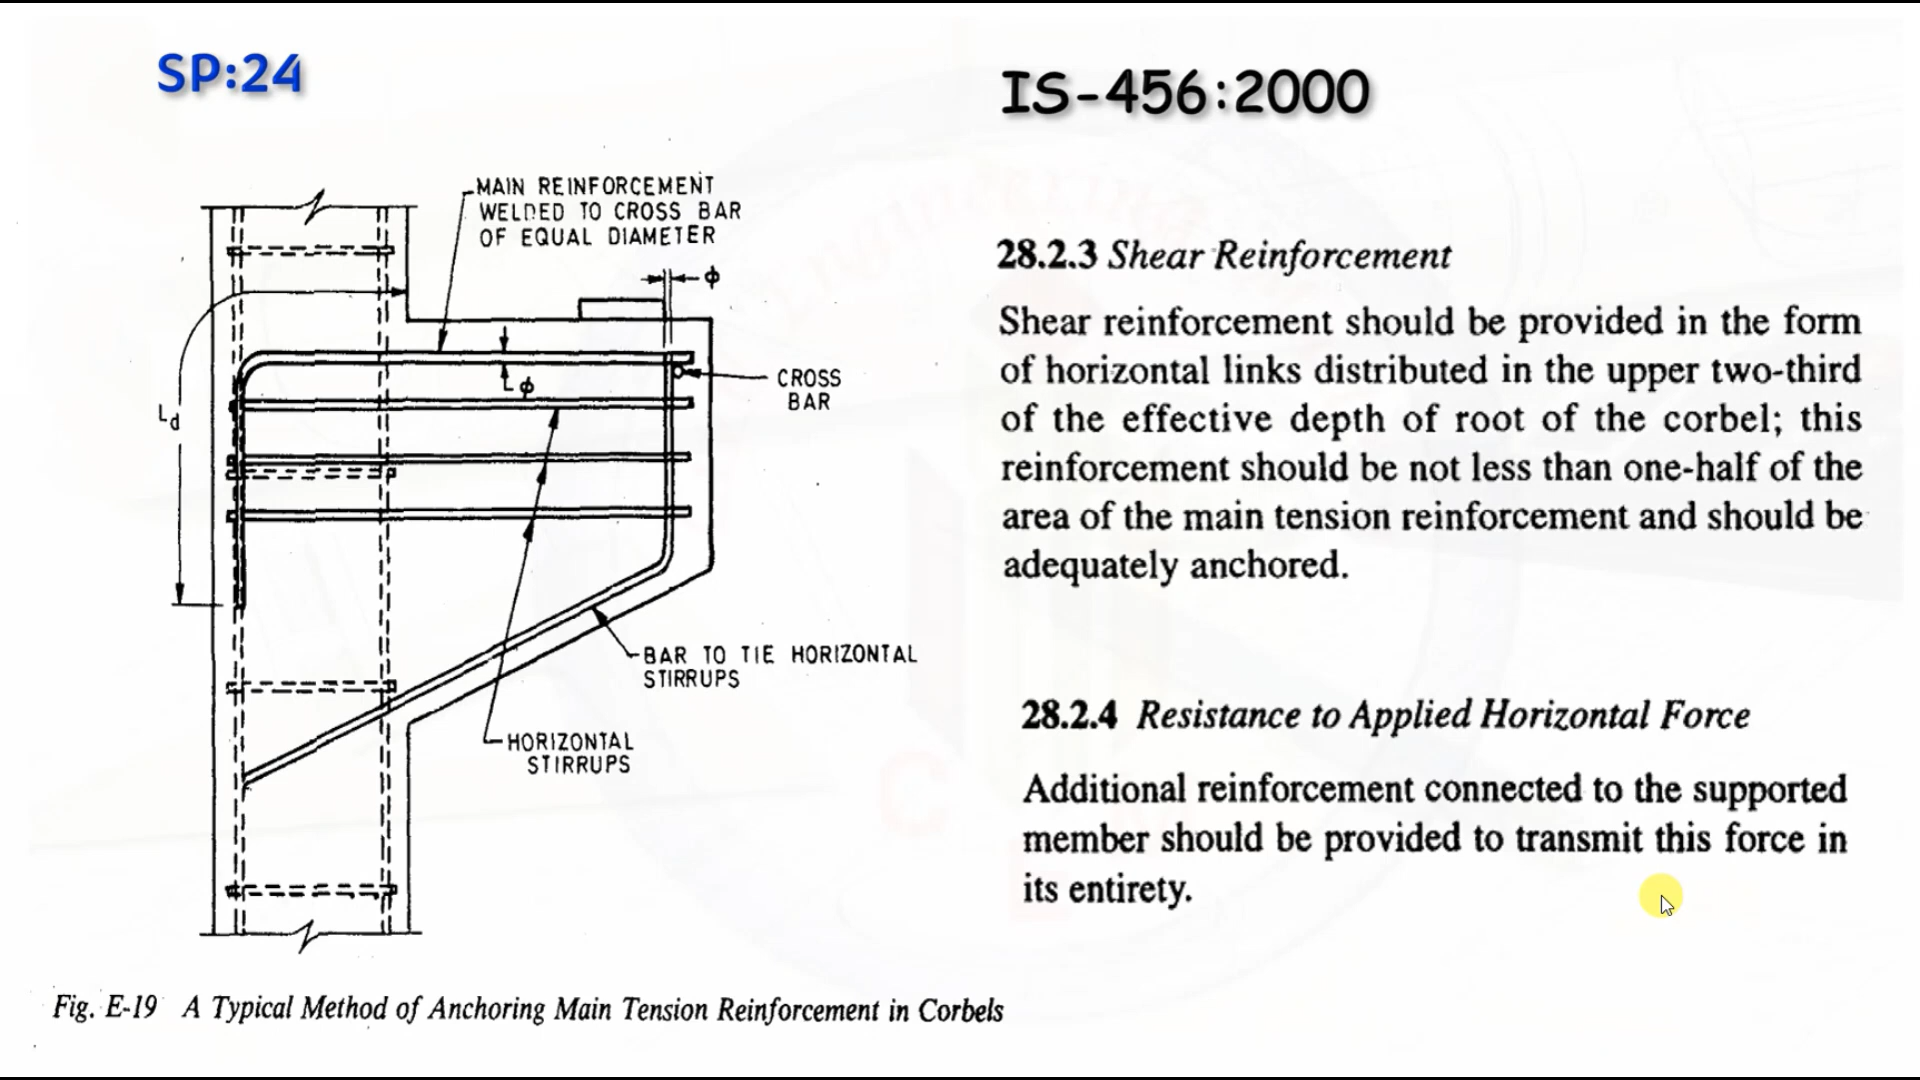 SP:24
IS-456:2000
MAIN REINFORCEMENT
WELDED TO CROSS BAR
OF EQUAL DIAMETER
ϕ
CROSS
BAR
ϕ
Ld
BAR TO TIE HORIZONTAL
STIRRUPS
HORIZONTAL
STIRRUPS
Fig. E-19 A Typical Method of Anchoring Main Tension Reinforcement in Corbels
28.2.3 Shear Reinforcement
Shear reinforcement should be provided in the form
of horizontal links distributed in the upper two-third
of the effective depth of root of the corbel; this
reinforcement should be not less than one-half of the
area of the main tension reinforcement and should be
adequately anchored.
28.2.4 Resistance to Applied Horizontal Force
Additional reinforcement connected to the supported
member should be provided to transmit this force in
its entirety.